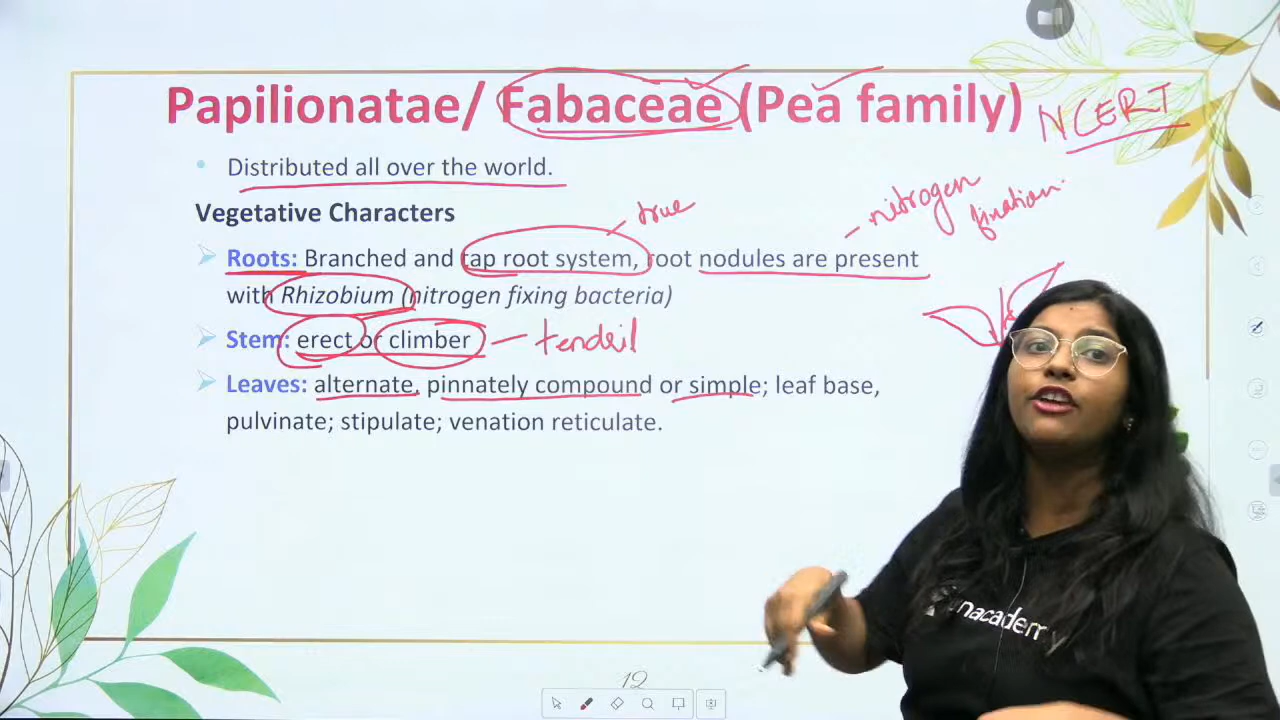 Papilionatae/ Fabaceae (Pea family)
NCERT
• Distributed all over the world.
Vegetative Characters
true
nitrogen
fixation
➢ Roots: Branched and tap root system, root nodules are present
with Rhizobium (nitrogen fixing bacteria)
➢ Stem: erect or climber
tendril
➢ Leaves: alternate, pinnately compound or simple; leaf base,
pulvinate; stipulate; venation reticulate.
unacademy
12